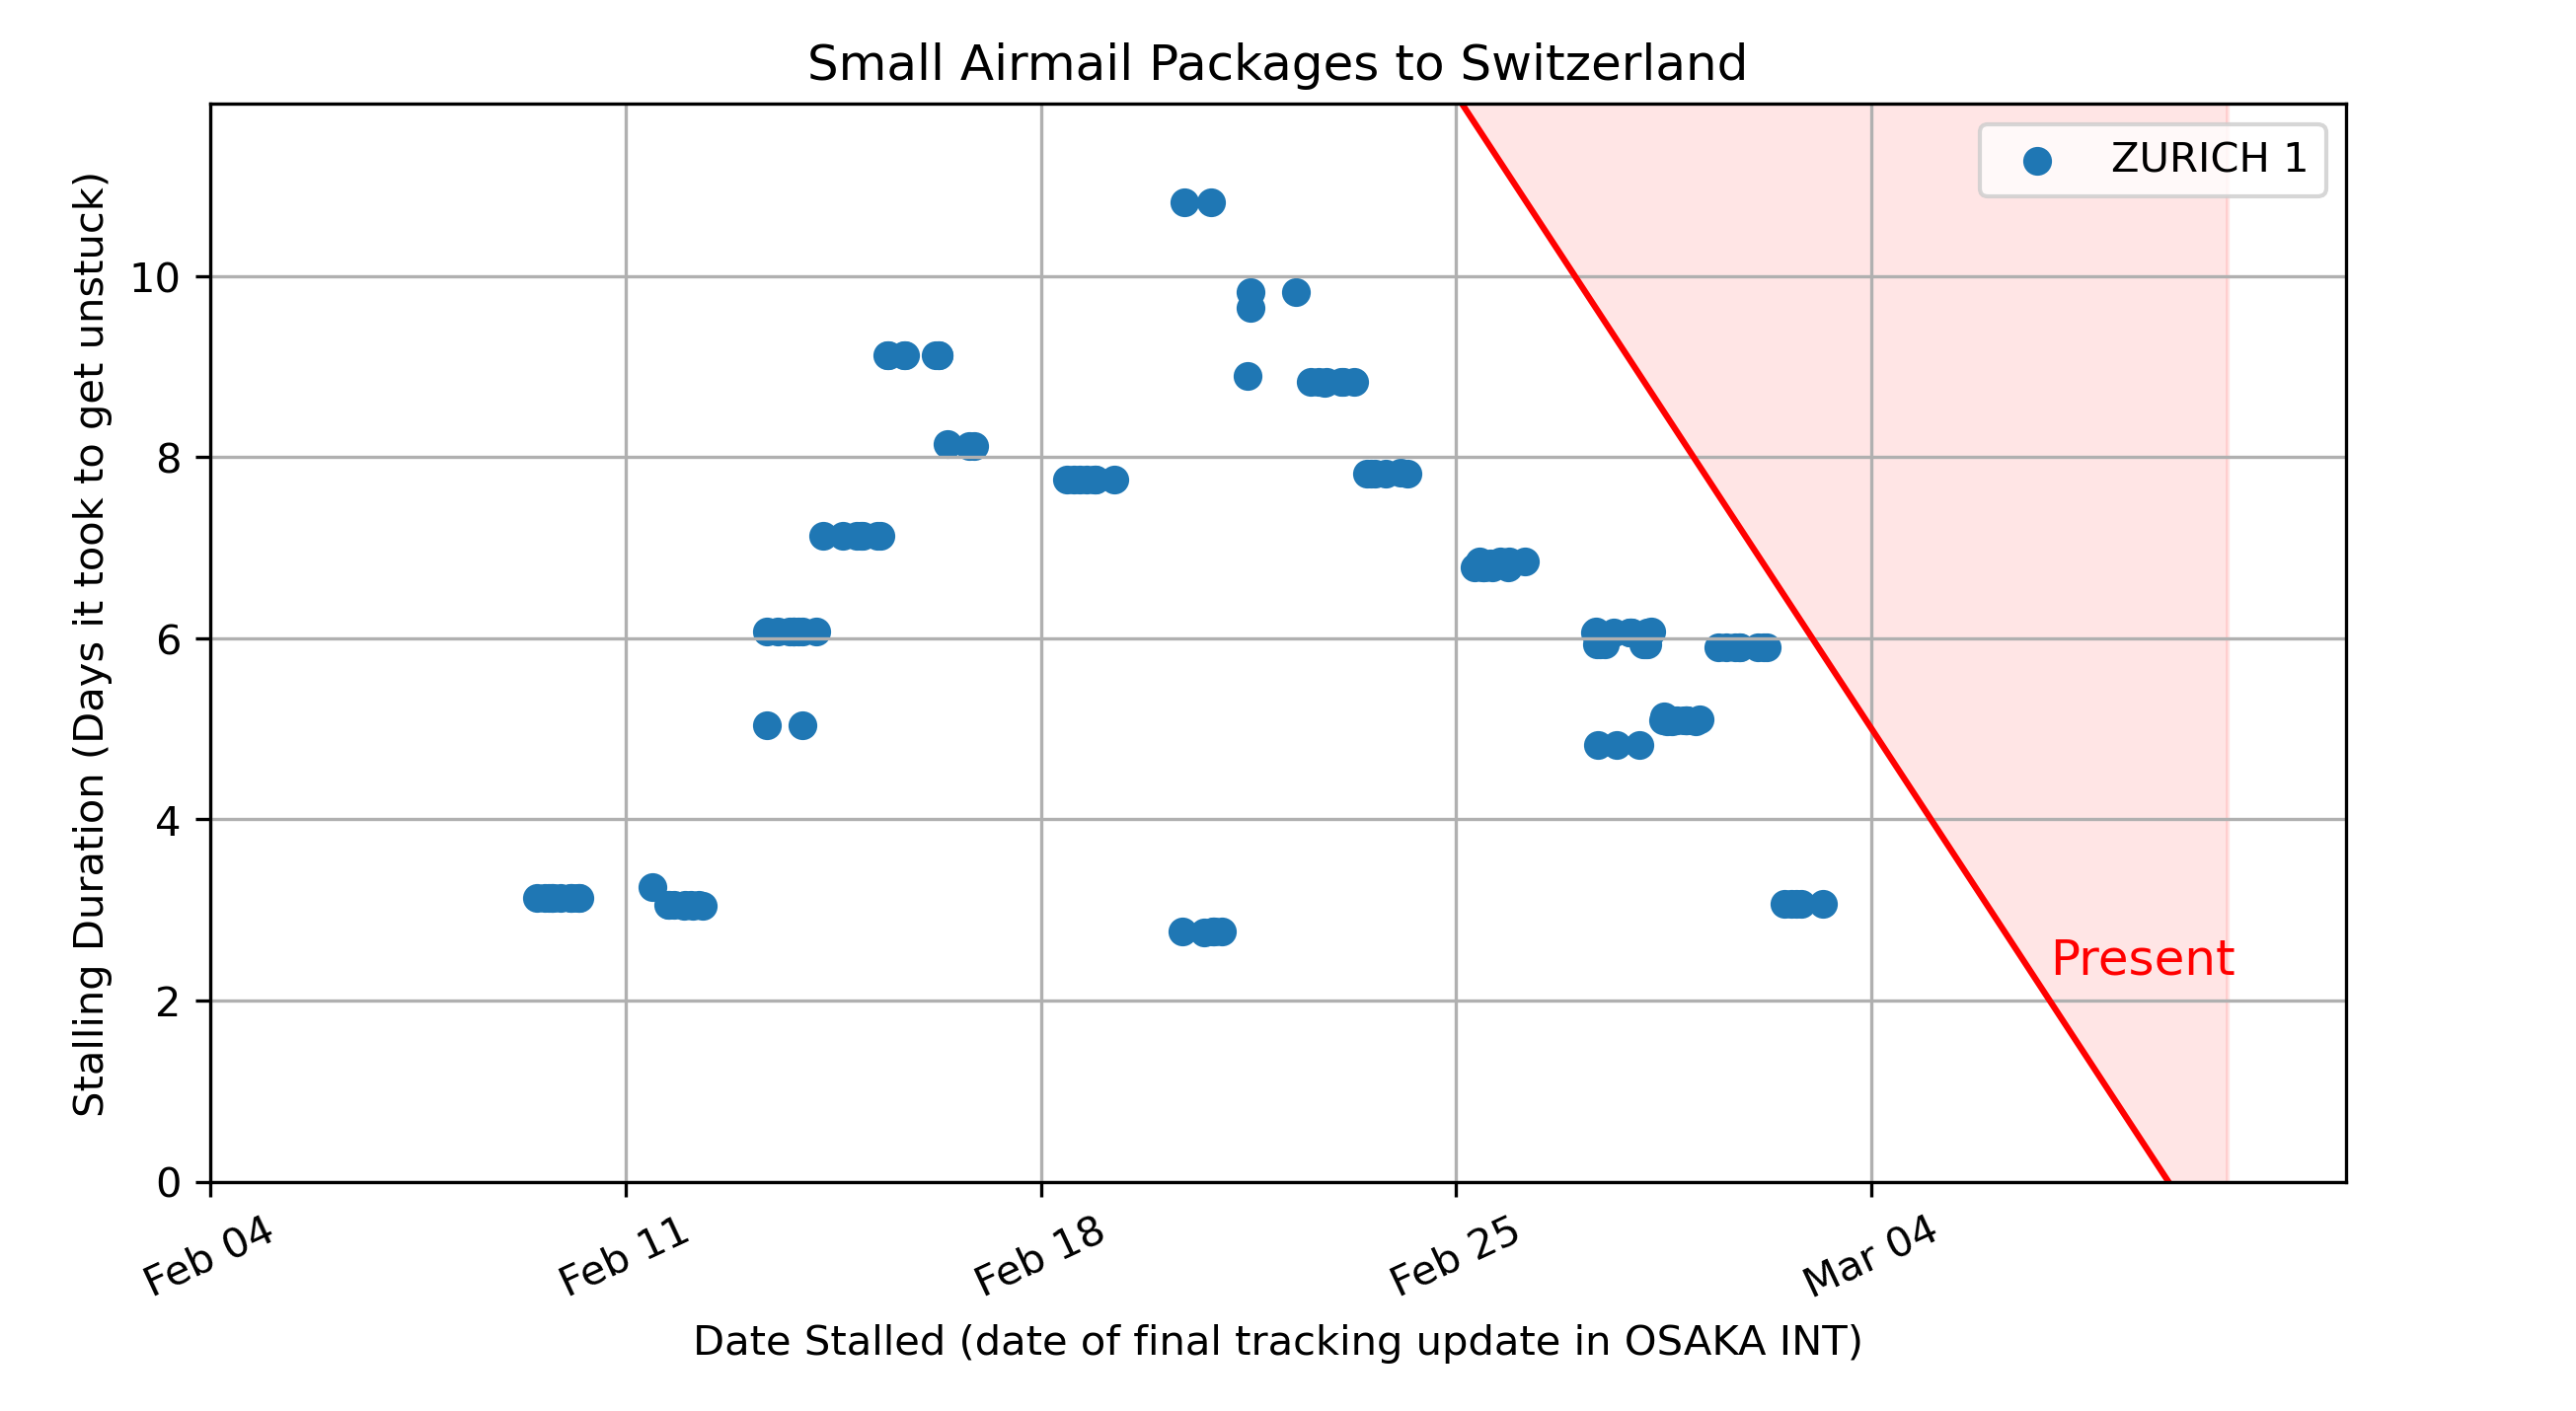 Small Airmail Packages to Switzerland
ZURICH 1
Stalling Duration (Days it took to get unstuck)
10
8
6
4
2
0
Present
Feb 04
Feb 11
Feb 18
Feb 25
Mar 04
Date Stalled (date of final tracking update in OSAKA INT)